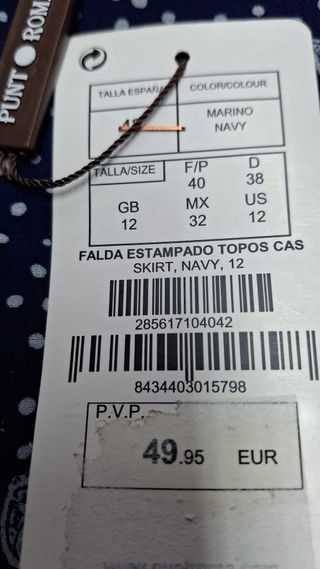 PUNT ROM
TALLA ESPAÑA
COLOR/COLOUR
MARINO
NAVY
TALLA/SIZE
F/P
40
D
38
GB
12
MX
32
US
12
FALDA ESTAMPADO TOPOS CAS
SKIRT, NAVY, 12
285617104042
8434403015798
P.V.P.
49.95 EUR